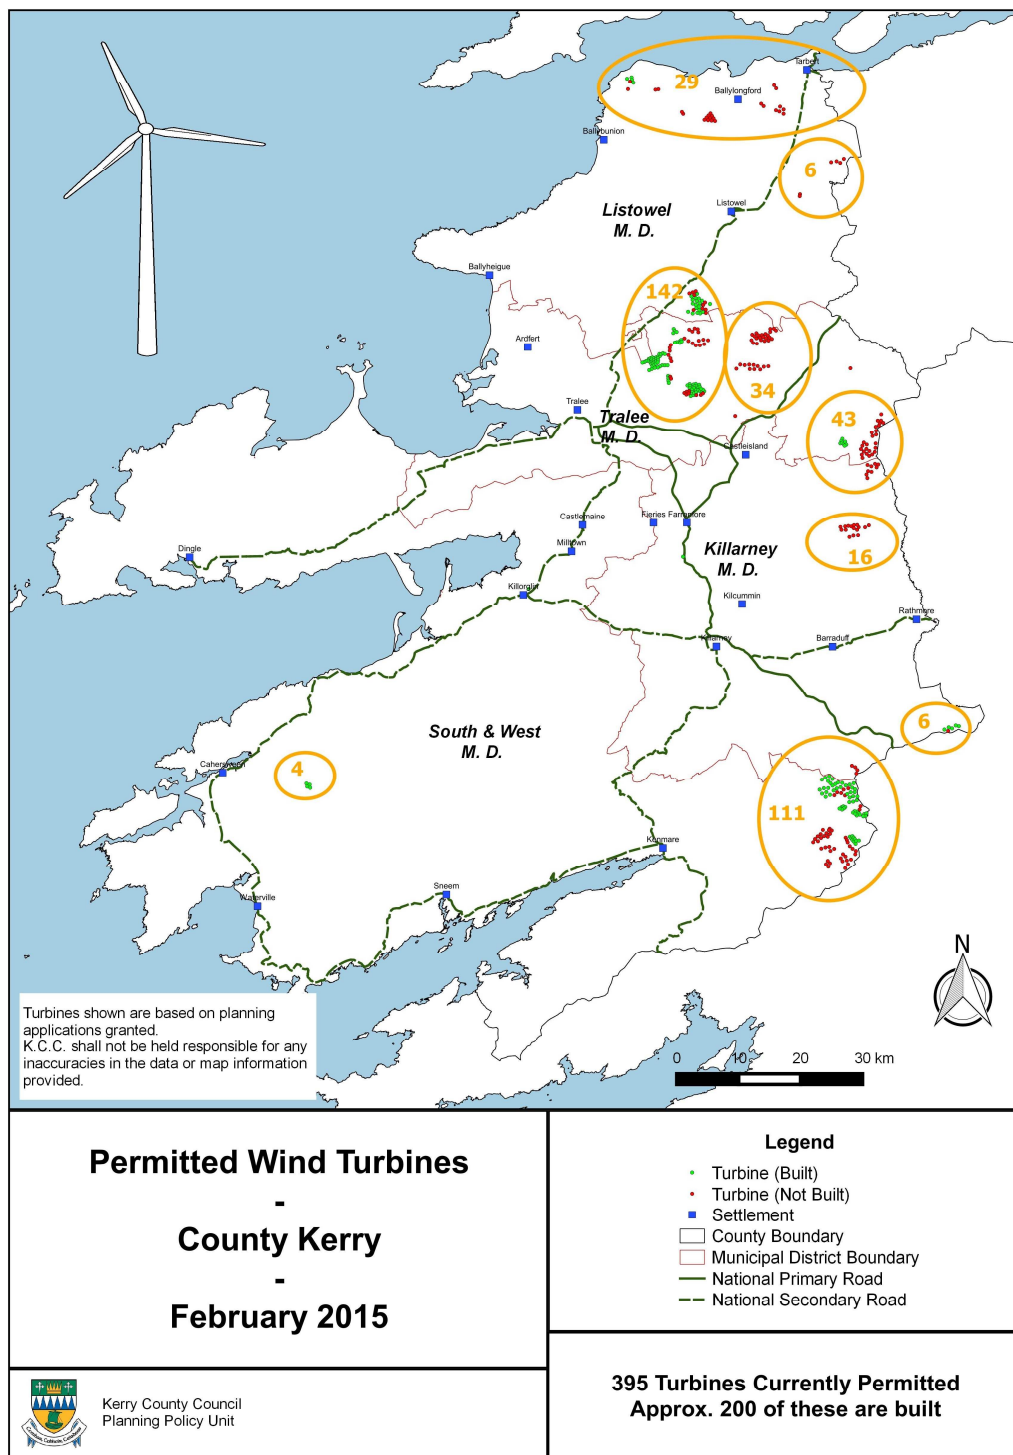 29
Tarbert
Ballylongford
Ballybunion
6
Listowel
M. D.
Listowel
Ballyheigue
142
Ardfert
34
Tralee
Tralee
M. D.
43
Castleisland
Castlemaine
Fieries
Farranfore
16
Dingle
Milltown
Killarney
M. D.
Killorglin
Kilcummin
Rathmore
Killarney
Barraduff
6
South & West
M. D.
4
Cahersiveen
111
Kenmare
Sneem
Waterville
N
Turbines shown are based on planning
applications granted.
K.C.C. shall not be held responsible for any
inaccuracies in the data or map information
provided.
0 10 20 30 km
Permitted Wind Turbines
-
County Kerry
-
February 2015
Legend
Turbine (Built)
Turbine (Not Built)
Settlement
County Boundary
Municipal District Boundary
National Primary Road
National Secondary Road
Kerry County Council
Planning Policy Unit
395 Turbines Currently Permitted
Approx. 200 of these are built